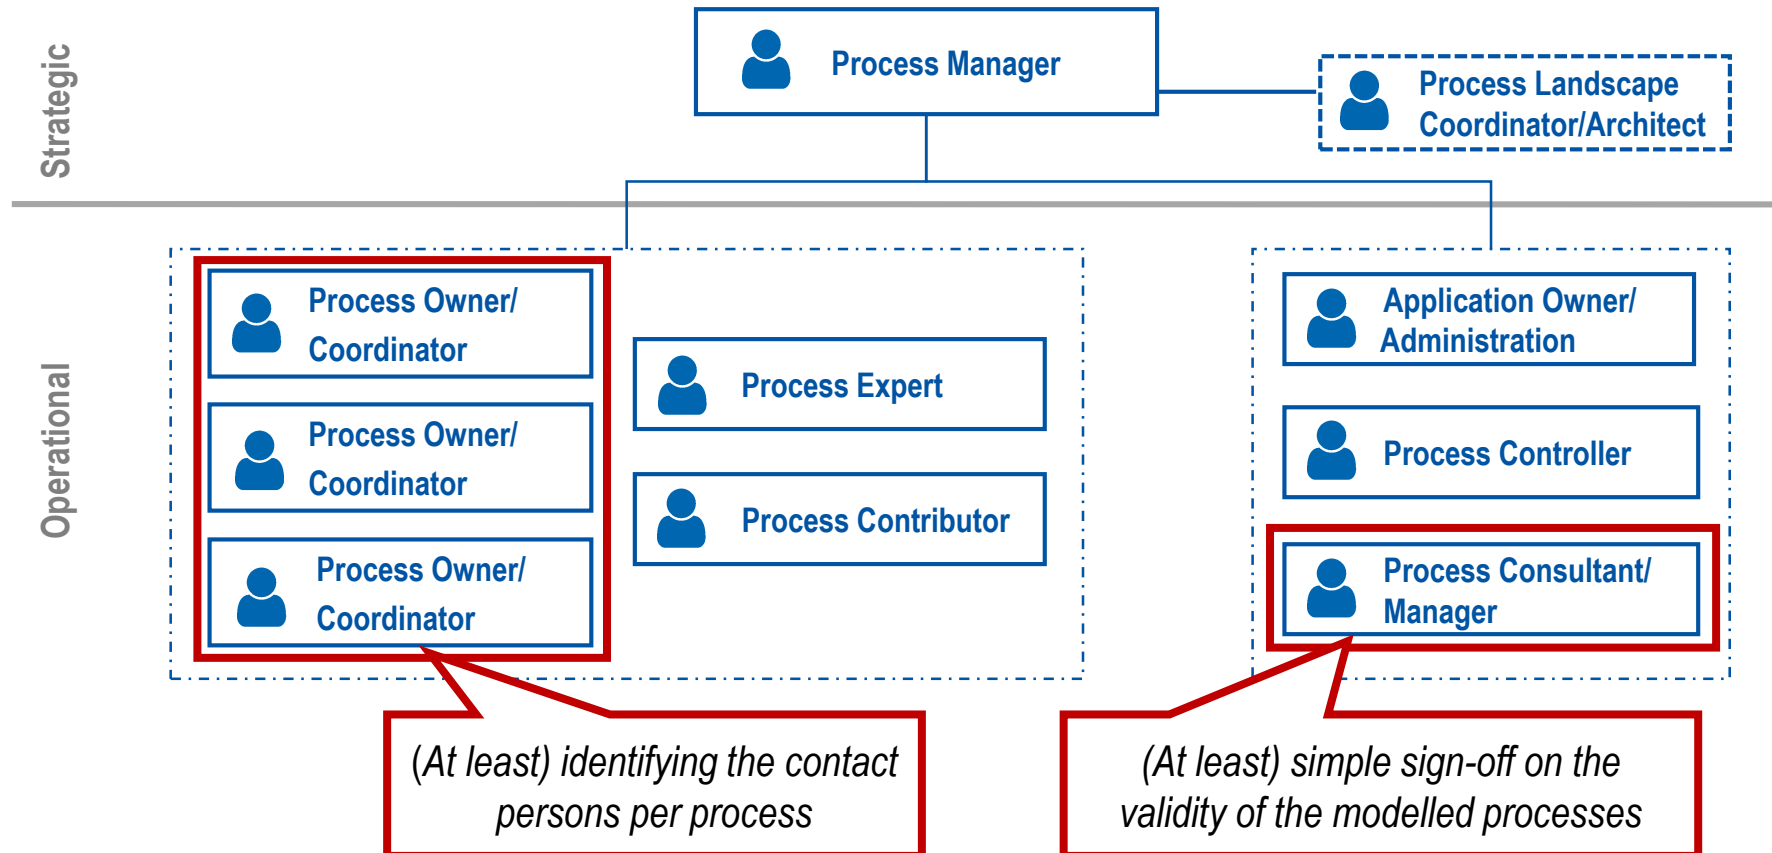 Strategic
Process Manager
Process Landscape
Coordinator/Architect
Operational
Process Owner/
Coordinator
Process Owner/
Coordinator
Process Owner/
Coordinator
Process Expert
Process Contributor
Application Owner/
Administration
Process Controller
Process Consultant/
Manager
(At least) identifying the contact
persons per process
(At least) simple sign-off on the
validity of the modelled processes